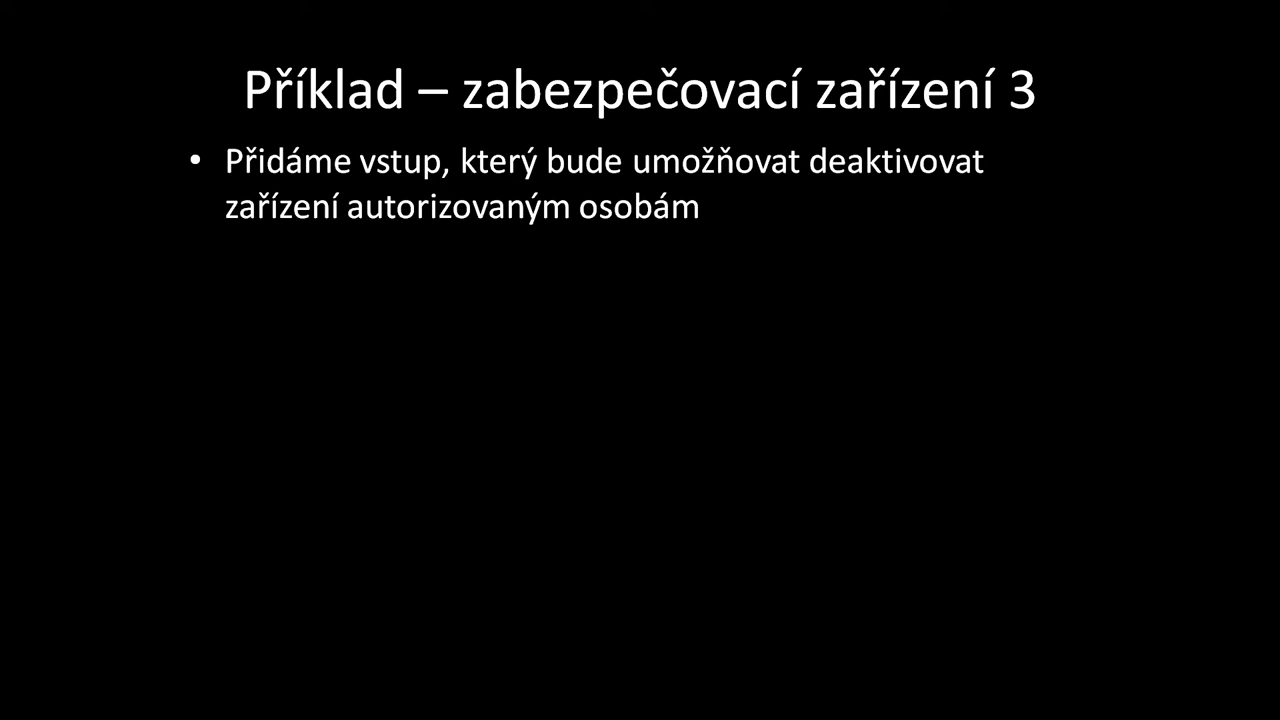 Příklad – zabezpečovací zařízení 3
• Přidáme vstup, který bude umožňovat deaktivovat
zařízení autorizovaným osobám